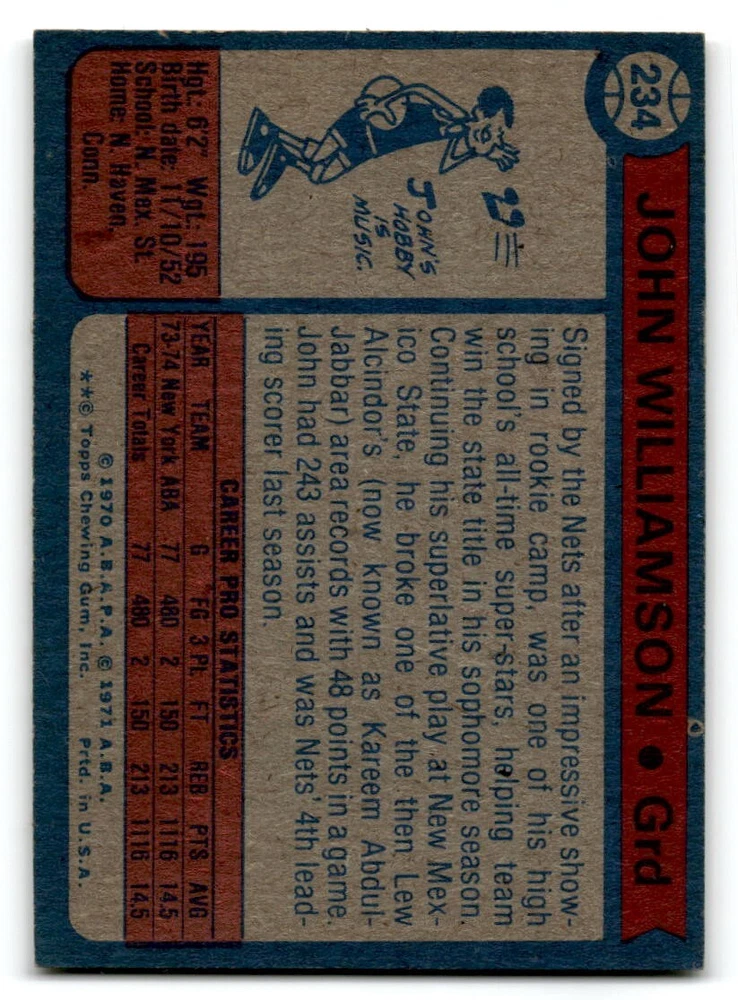 234
JOHN WILLIAMSON • Grd
JOHN'S
HOBBY
IS
MUSIC.
Hgt.: 6'2" Wgt.: 195
Birth date: 11/10/52
School: N. Mex. St.
Home: N. Haven,
Conn.
Signed by the Nets after an impressive show-
ing in rookie camp, was one of his high
school's all-time super-stars, helping team
win the state title in his sophomore season.
Continuing his superlative play at New Mex-
ico State, he broke one of the then Lew
Alcindor's (now known as Kareem Abdul-
Jabbar) area records with 48 points in a game.
John had 243 assists and was Nets' 4th lead-
ing scorer last season.
CAREER PRO STATISTICS
YEAR TEAM G FG 3 Pt. FT REB PTS AVG
73-74 New York ABA 77 480 2 150 213 1116 14.5
Career Totals 77 480 2 150 213 1116 14.5
© 1970 A.B.A.P.A. © 1971 A.B.A.
**© Topps Chewing Gum, Inc. Prtd. in U.S.A.